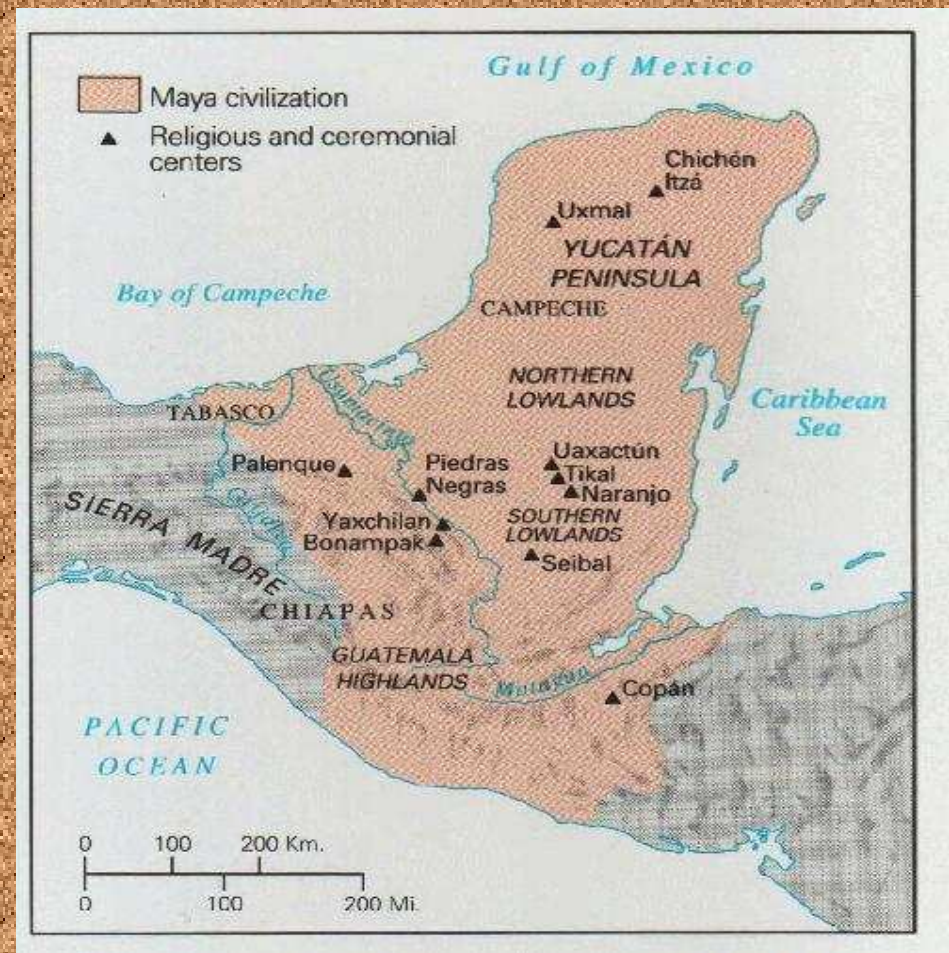 Gulf of Mexico
Maya civilization
Religious and ceremonial
centers
Chichén
Itzá
Uxmal
YUCATÁN
PENINSULA
Bay of Campeche
CAMPECHE
NORTHERN
LOWLANDS
Caribbean
Sea
TABASCO
Usumacinta
Palenque
Piedras
Negras
Uaxactún
Tikal
Naranjo
SIERRA MADRE
Yaxchilan
Bonampak
SOUTHERN
LOWLANDS
Seibal
CHIAPAS
GUATEMALA
HIGHLANDS
Copán
PACIFIC
OCEAN
0 100 200 Km.
0 100 200 Mi.